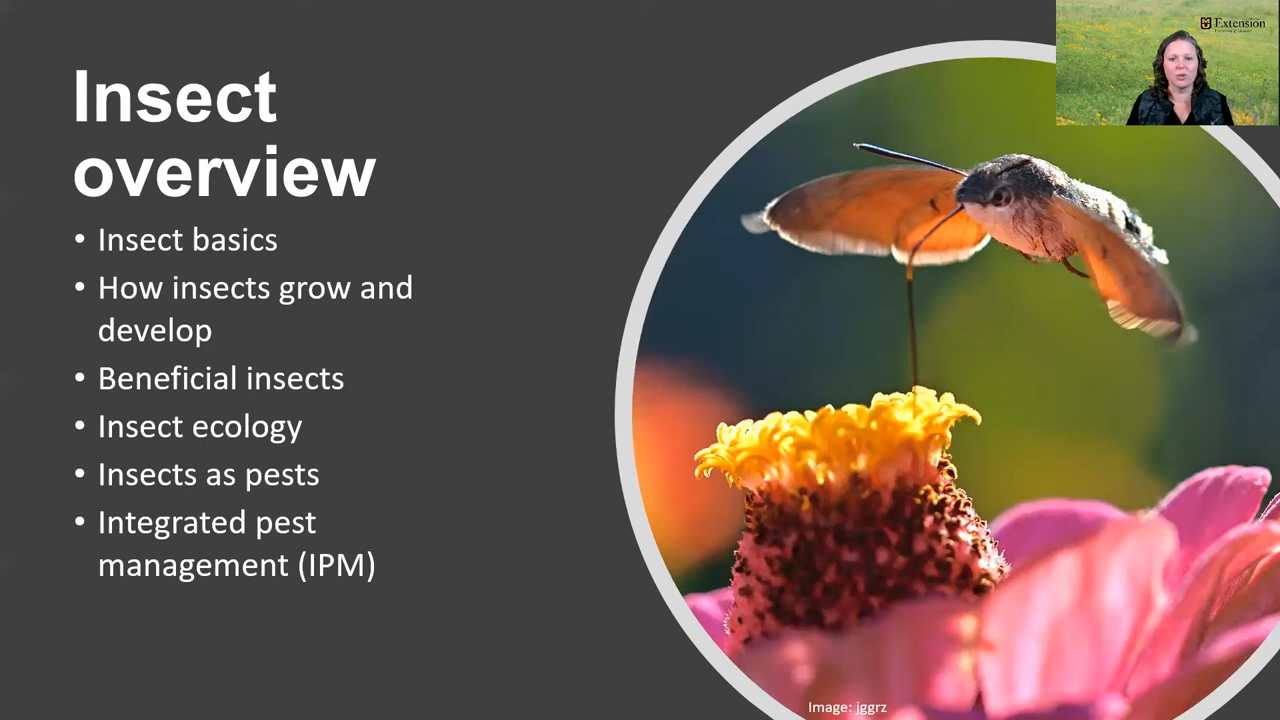 Insect
overview
• Insect basics
• How insects grow and
develop
• Beneficial insects
• Insect ecology
• Insects as pests
• Integrated pest
management (IPM)
Extension
Image: jggrz